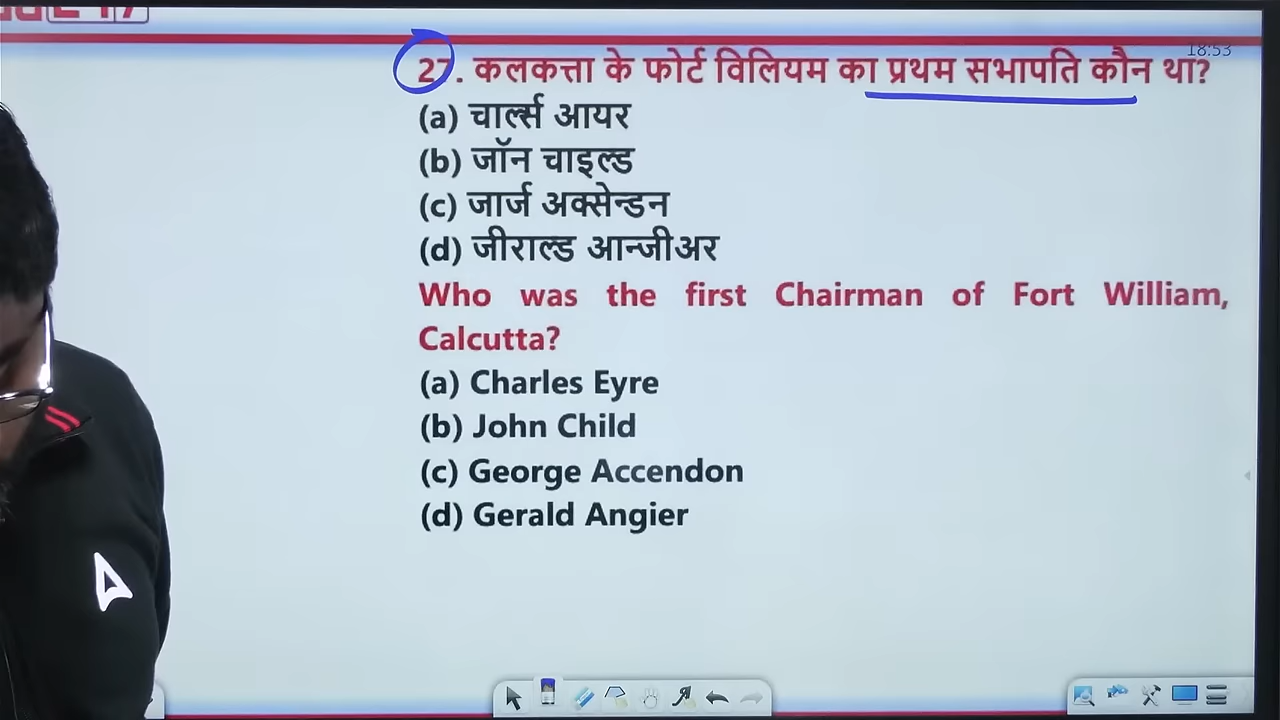 18:53
27. कलकत्ता के फोर्ट विलियम का प्रथम सभापति कौन था?
(a) चार्ल्स आयर
(b) जॉन चाइल्ड
(c) जार्ज अक्सेन्डन
(d) जीराल्ड आन्जीअर
Who was the first Chairman of Fort William,
Calcutta?
(a) Charles Eyre
(b) John Child
(c) George Accendon
(d) Gerald Angier